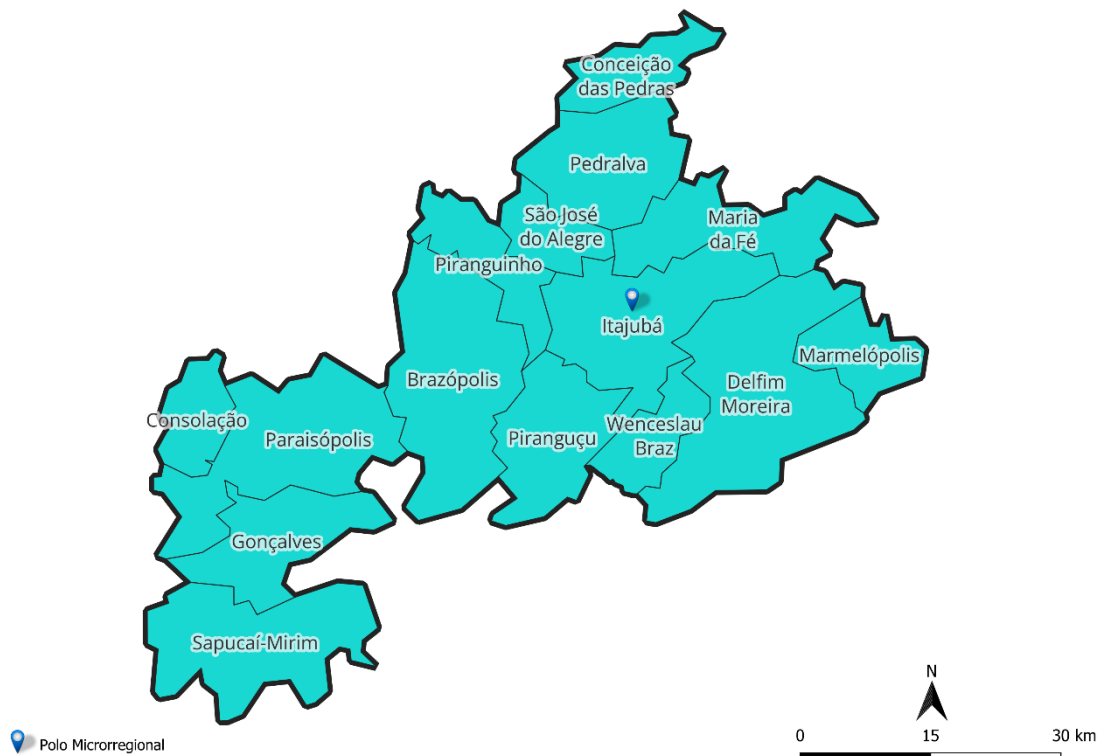 Conceição
das Pedras
Pedralva
São José
do Alegre
Maria
da Fé
Piranguinho
Itajubá
Marmelópolis
Brazópolis
Delfim
Moreira
Consolação
Paraisópolis
Piranguçu
Wenceslau
Braz
Gonçalves
Sapucaí-Mirim
N
0 15 30 km
Polo Microrregional